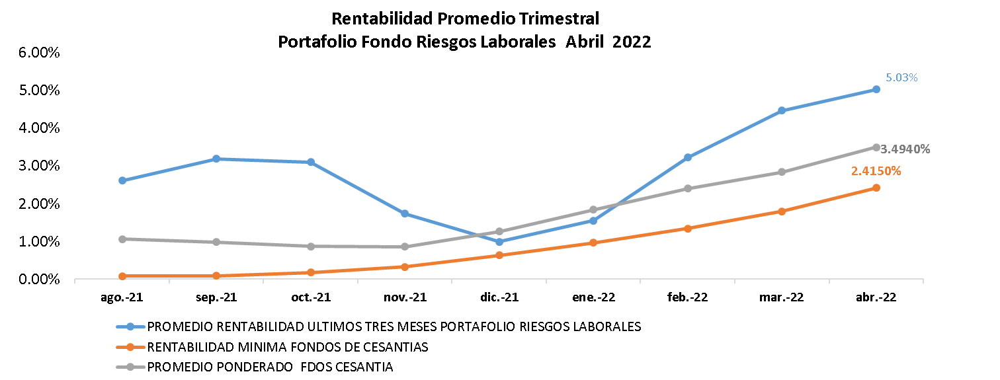 Rentabilidad Promedio Trimestral
Portafolio Fondo Riesgos Laborales  Abril  2022
6.00%
5.00%
4.00%
3.00%
2.00%
1.00%
0.00%
5.03%
3.4940%
2.4150%
ago.-21 sep.-21 oct.-21 nov.-21 dic.-21 ene.-22 feb.-22 mar.-22 abr.-22
PROMEDIO RENTABILIDAD ULTIMOS TRES MESES PORTAFOLIO RIESGOS LABORALES
RENTABILIDAD MINIMA FONDOS DE CESANTIAS
PROMEDIO PONDERADO  FDOS CESANTIA